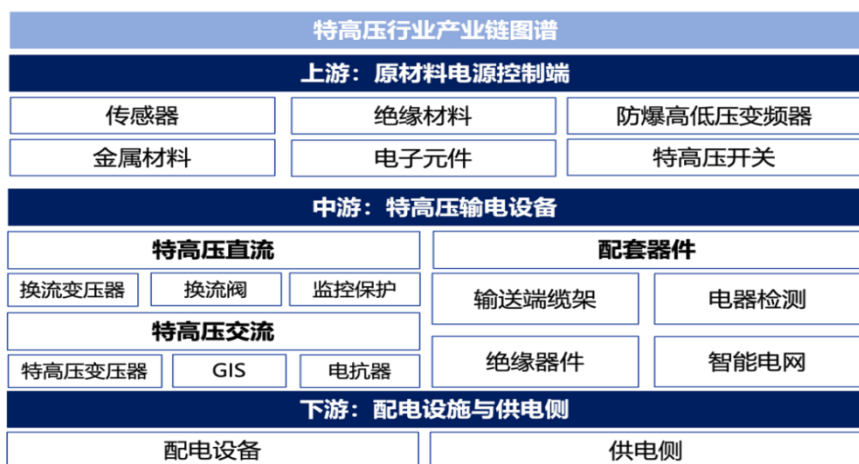 特高压行业产业链图谱
上游：原材料电源控制端
传感器 绝缘材料 防爆高低压变频器
金属材料 电子元件 特高压开关
中游：特高压输电设备
特高压直流 配套器件
换流变压器 换流阀 监控保护
输送端缆架 电器检测
特高压交流
特高压变压器 GIS 电抗器
绝缘器件 智能电网
下游：配电设施与供电侧
配电设备 供电侧